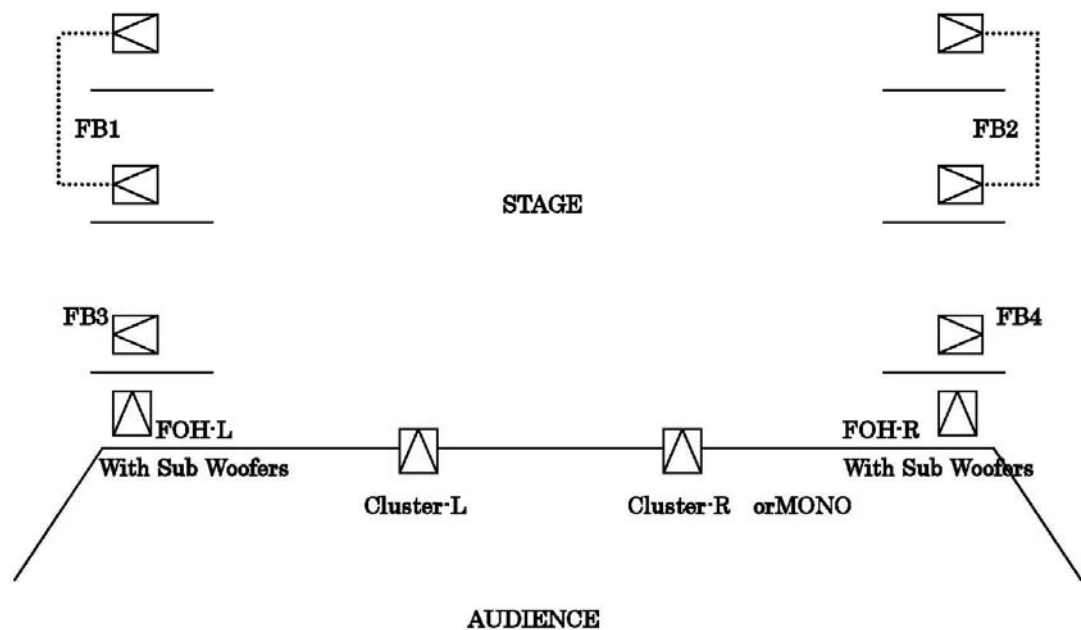 FB1
FB2
STAGE
FB3
FB4
FOH-L
FOH-R
With Sub Woofers
With Sub Woofers
Cluster-L
Cluster-R orMONO
AUDIENCE